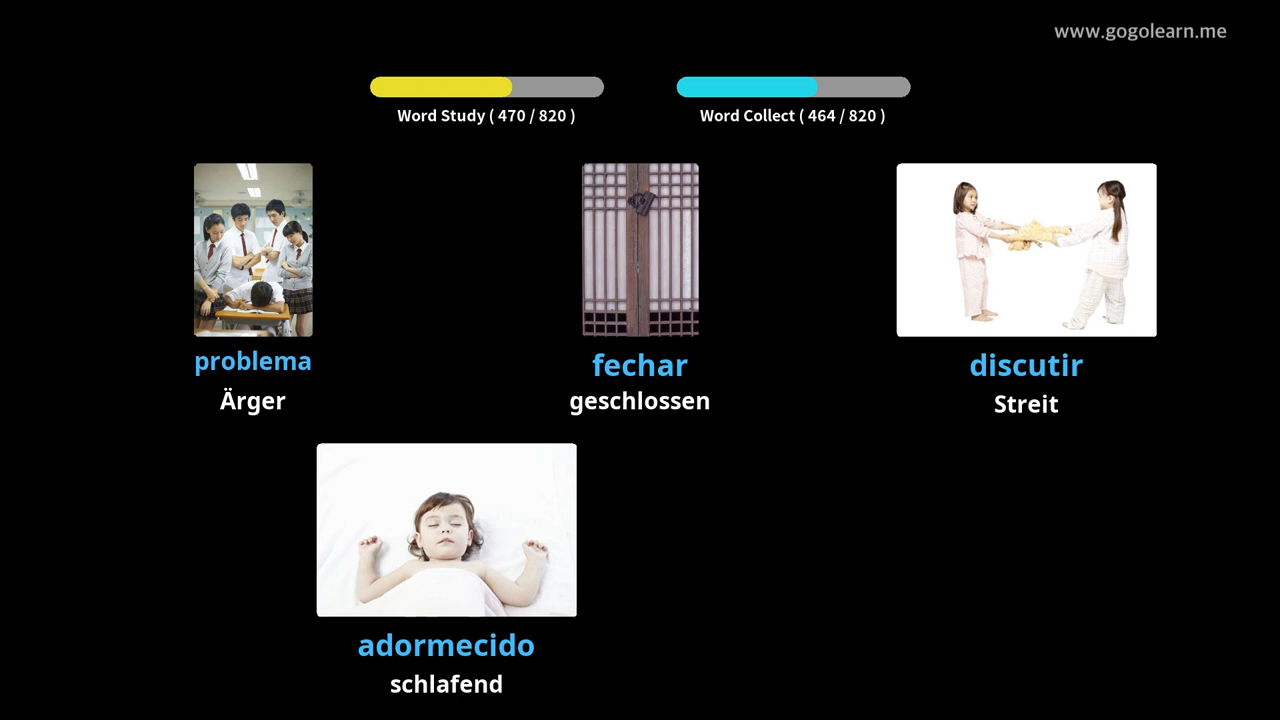 www.gogolearn.me
Word Study ( 470 / 820 )
Word Collect ( 464 / 820 )
problema
Ärger
fechar
geschlossen
discutir
Streit
adormecido
schlafend